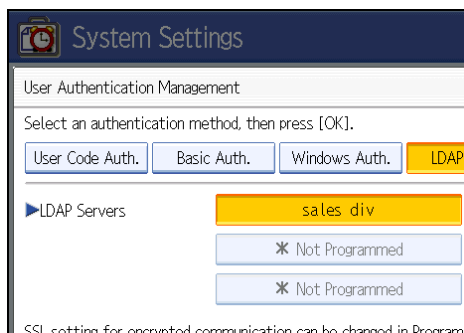 System Settings
User Authentication Management
Select an authentication method, then press [OK].
User Code Auth. Basic Auth. Windows Auth. LDAP
▶LDAP Servers sales div
✱ Not Programmed
✱ Not Programmed
SSL setting for encrypted communication can be changed in Program